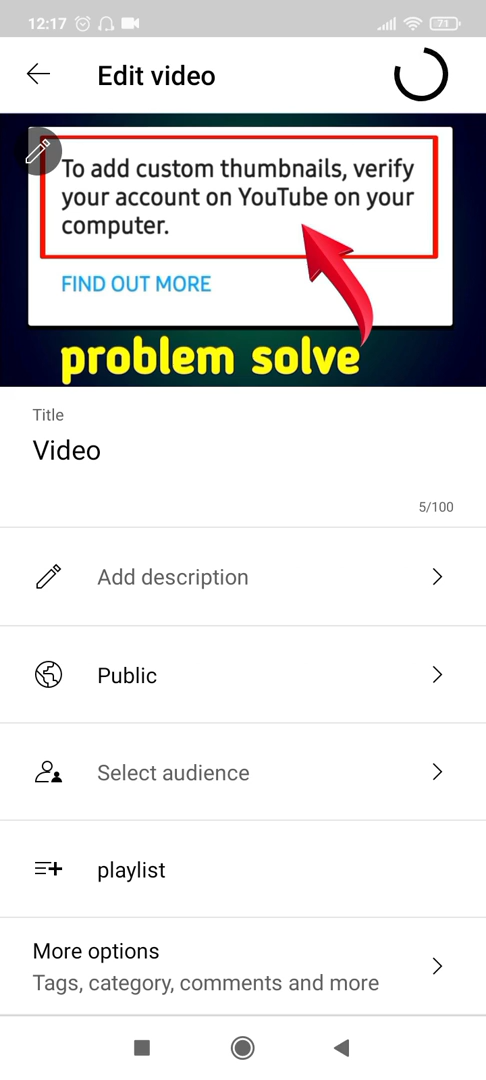 12:17
71
Edit video
To add custom thumbnails, verify
your account on YouTube on your
computer.
FIND OUT MORE
problem solve
Title
Video
5/100
Add description
Public
Select audience
playlist
More options
Tags, category, comments and more